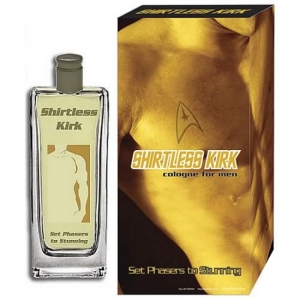 Shirtless
Kirk
Set Phasers
to Stunning
SHIRTLESS KIRK
cologne for men
Set Phasers to Stunning